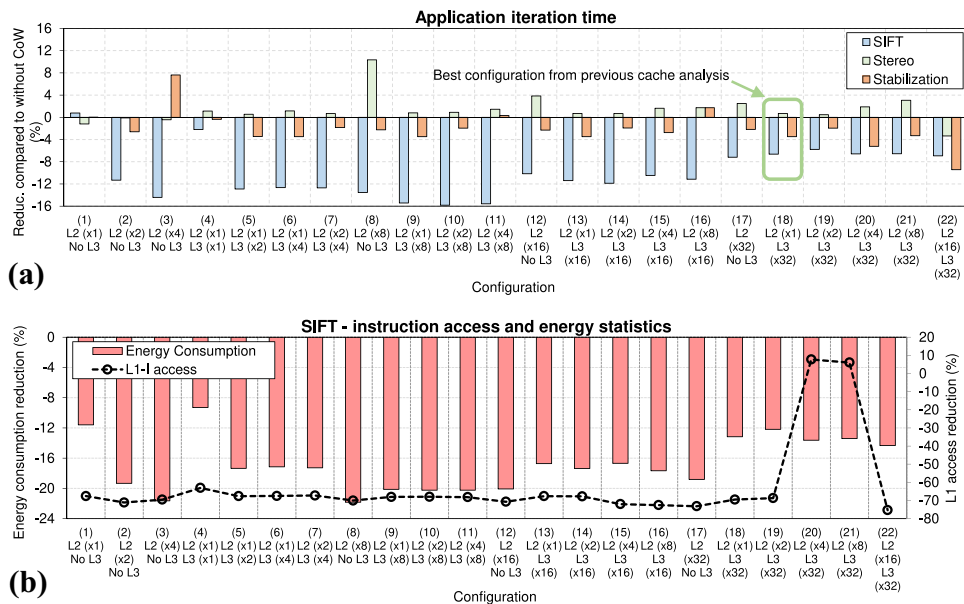 Application iteration time
16
12
8
4
0
-4
-8
-12
-16
Reduc. compared to without CoW
(%)
SIFT
Stereo
Stabilization
Best configuration from previous cache analysis
(1) (2) (3) (4) (5) (6) (7) (8) (9) (10) (11) (12) (13) (14) (15) (16) (17) (18) (19) (20) (21) (22)
L2 (x1) L2 (x2) L2 (x4) L2 (x1) L2 (x1) L2 (x1) L2 (x2) L2 (x8) L2 (x1) L2 (x2) L2 (x4) L2 L2 (x1) L2 (x2) L2 (x4) L2 (x8) L2 L2 (x1) L2 (x2) L2 (x4) L2 (x8) L2
No L3 No L3 No L3 L3 (x1) L3 (x2) L3 (x4) L3 (x4) No L3 L3 (x8) L3 (x8) L3 (x8) (x16) L3 L3 L3 L3 (x32) L3 L3 L3 L3 (x16)
No L3 (x16) (x16) (x16) (x16) No L3 (x32) (x32) (x32) (x32) L3
(x32)
Configuration
(a)
SIFT - instruction access and energy statistics
0
-4
-8
-12
-16
-20
-24
Energy consumption reduction (%)
Energy Consumption
L1-I access
20
10
0
-10
-20
-30
-40
-50
-60
-70
-80
L1 access reduction (%)
(1) (2) (3) (4) (5) (6) (7) (8) (9) (10) (11) (12) (13) (14) (15) (16) (17) (18) (19) (20) (21) (22)
L2 (x1) L2 L2 (x4) L2 (x1) L2 (x1) L2 (x1) L2 (x2) L2 (x8) L2 (x1) L2 (x2) L2 (x4) L2 L2 (x1) L2 (x2) L2 (x4) L2 (x8) L2 L2 (x1) L2 (x2) L2 (x4) L2 (x8) L2
No L3 (x2) No L3 L3 (x1) L3 (x2) L3 (x4) L3 (x4) No L3 L3 (x8) L3 (x8) L3 (x8) (x16) L3 L3 L3 L3 (x32) L3 L3 L3 L3 (x16)
No L3 No L3 (x16) (x16) (x16) (x16) No L3 (x32) (x32) (x32) (x32) L3
(x32)
Configuration
(b)